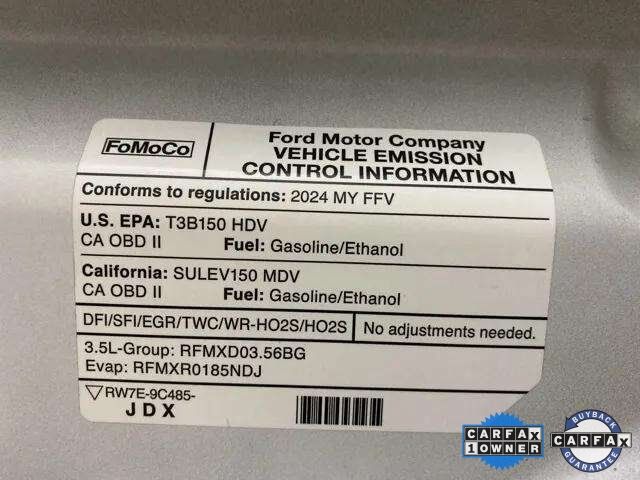 FoMoCo
Ford Motor Company
VEHICLE EMISSION
CONTROL INFORMATION
Conforms to regulations: 2024 MY FFV
U.S. EPA: T3B150 HDV
CA OBD II Fuel: Gasoline/Ethanol
California: SULEV150 MDV
CA OBD II Fuel: Gasoline/Ethanol
DFI/SFI/EGR/TWC/WR-HO2S/HO2S No adjustments needed.
3.5L-Group: RFMXD03.56BG
Evap: RFMXR0185NDJ
RW7E-9C485-
JDX
CARFAX
1 OWNER
BUYBACK
CARFAX
GUARANTEE